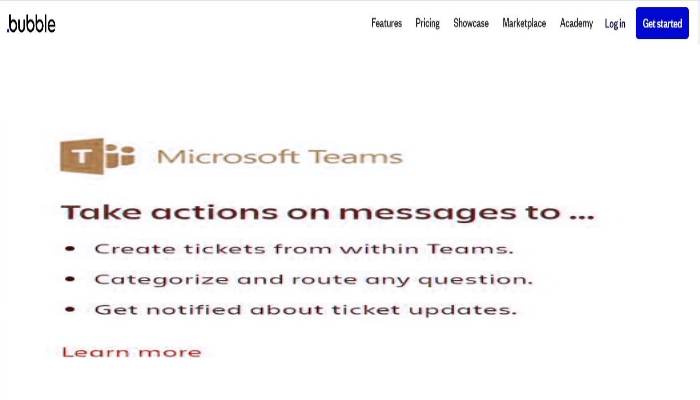 .bubble
Features Pricing Showcase Marketplace Academy Log in Get started
T Microsoft Teams
Take actions on messages to ...
• Create tickets from within Teams.
• Categorize and route any question.
• Get notified about ticket updates.
Learn more